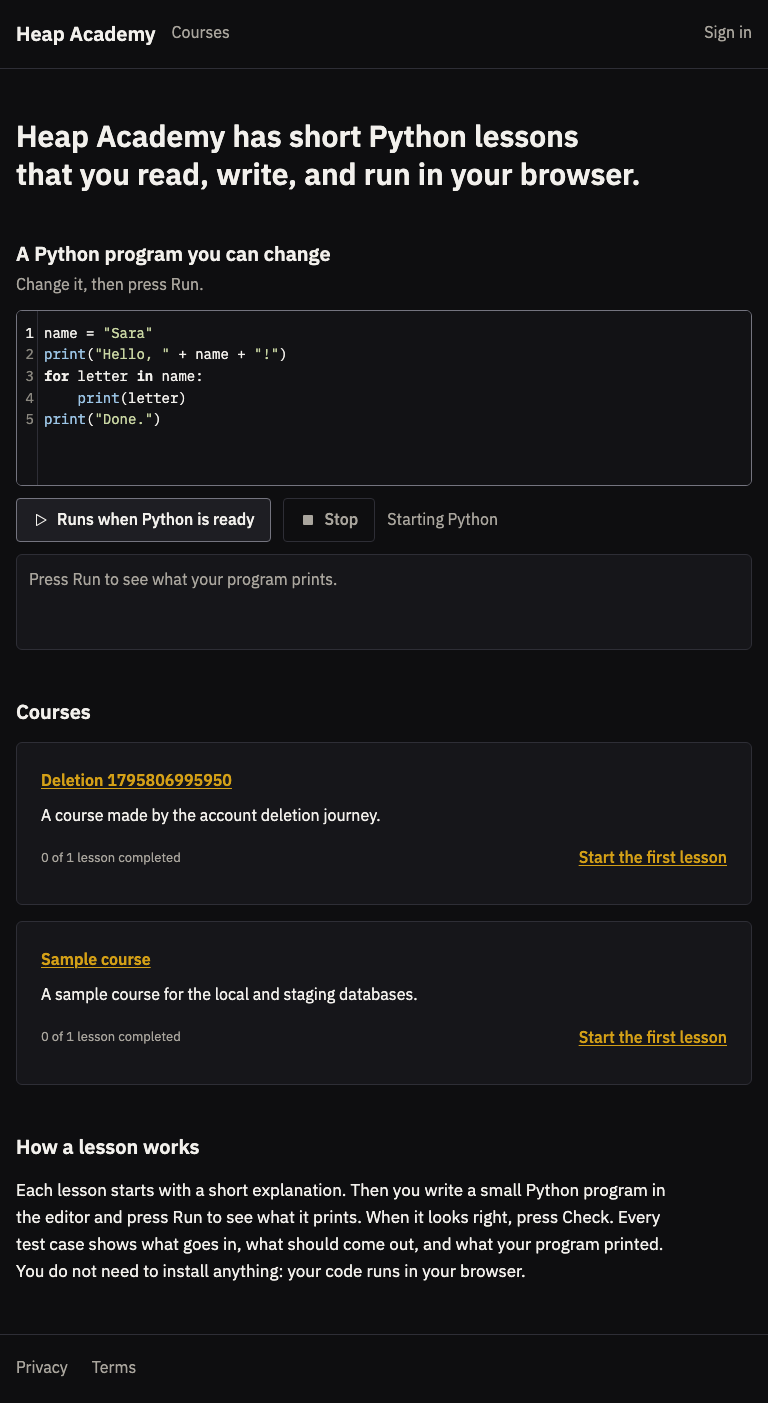 Heap Academy Courses Sign in
Heap Academy has short Python lessons
that you read, write, and run in your browser.
A Python program you can change
Change it, then press Run.
1 name = "Sara"
2 print("Hello, " + name + "!")
3 for letter in name:
4     print(letter)
5 print("Done.")
Runs when Python is ready Stop Starting Python
Press Run to see what your program prints.
Courses
Deletion 1795806995950
A course made by the account deletion journey.
0 of 1 lesson completed Start the first lesson
Sample course
A sample course for the local and staging databases.
0 of 1 lesson completed Start the first lesson
How a lesson works
Each lesson starts with a short explanation. Then you write a small Python program in
the editor and press Run to see what it prints. When it looks right, press Check. Every
test case shows what goes in, what should come out, and what your program printed.
You do not need to install anything: your code runs in your browser.
Privacy Terms